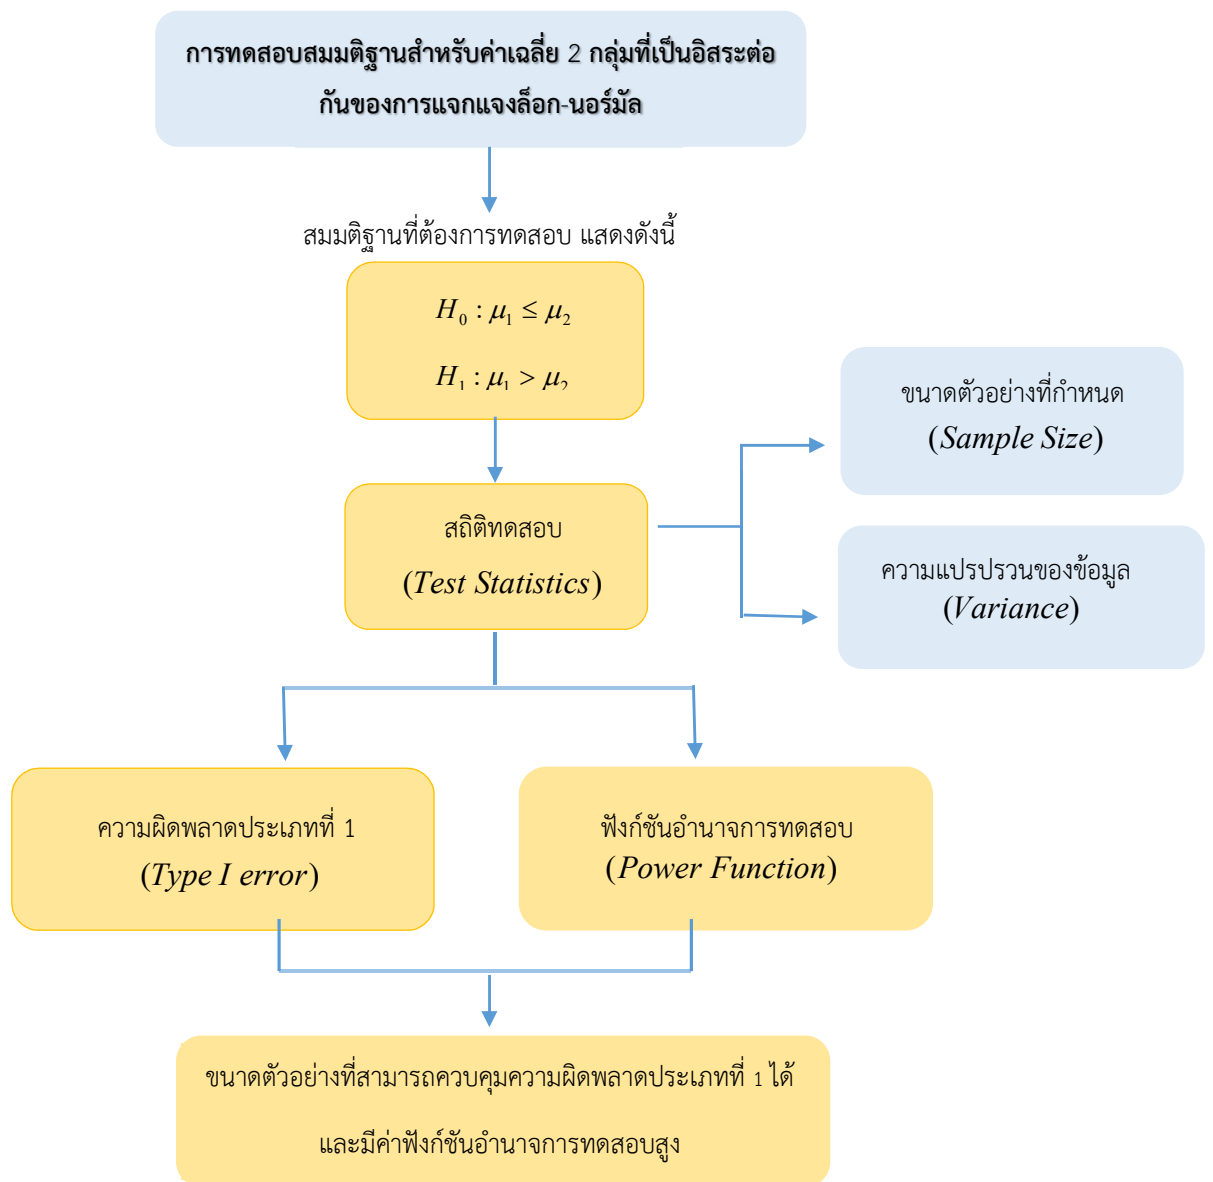 การทดสอบสมมติฐานสำหรับค่าเฉลี่ย 2 กลุ่มที่เป็นอิสระต่อ
กันของการแจกแจงล็อก-นอร์มัล
สมมติฐานที่ต้องการทดสอบ แสดงดังนี้
H₀ : μ₁ ≤ μ₂
H₁ : μ₁ > μ₂
ขนาดตัวอย่างที่กำหนด
(Sample Size)
สถิติทดสอบ
(Test Statistics)
ความแปรปรวนของข้อมูล
(Variance)
ความผิดพลาดประเภทที่ 1
(Type I error)
ฟังก์ชันอำนาจการทดสอบ
(Power Function)
ขนาดตัวอย่างที่สามารถควบคุมความผิดพลาดประเภทที่ 1 ได้
และมีค่าฟังก์ชันอำนาจการทดสอบสูง